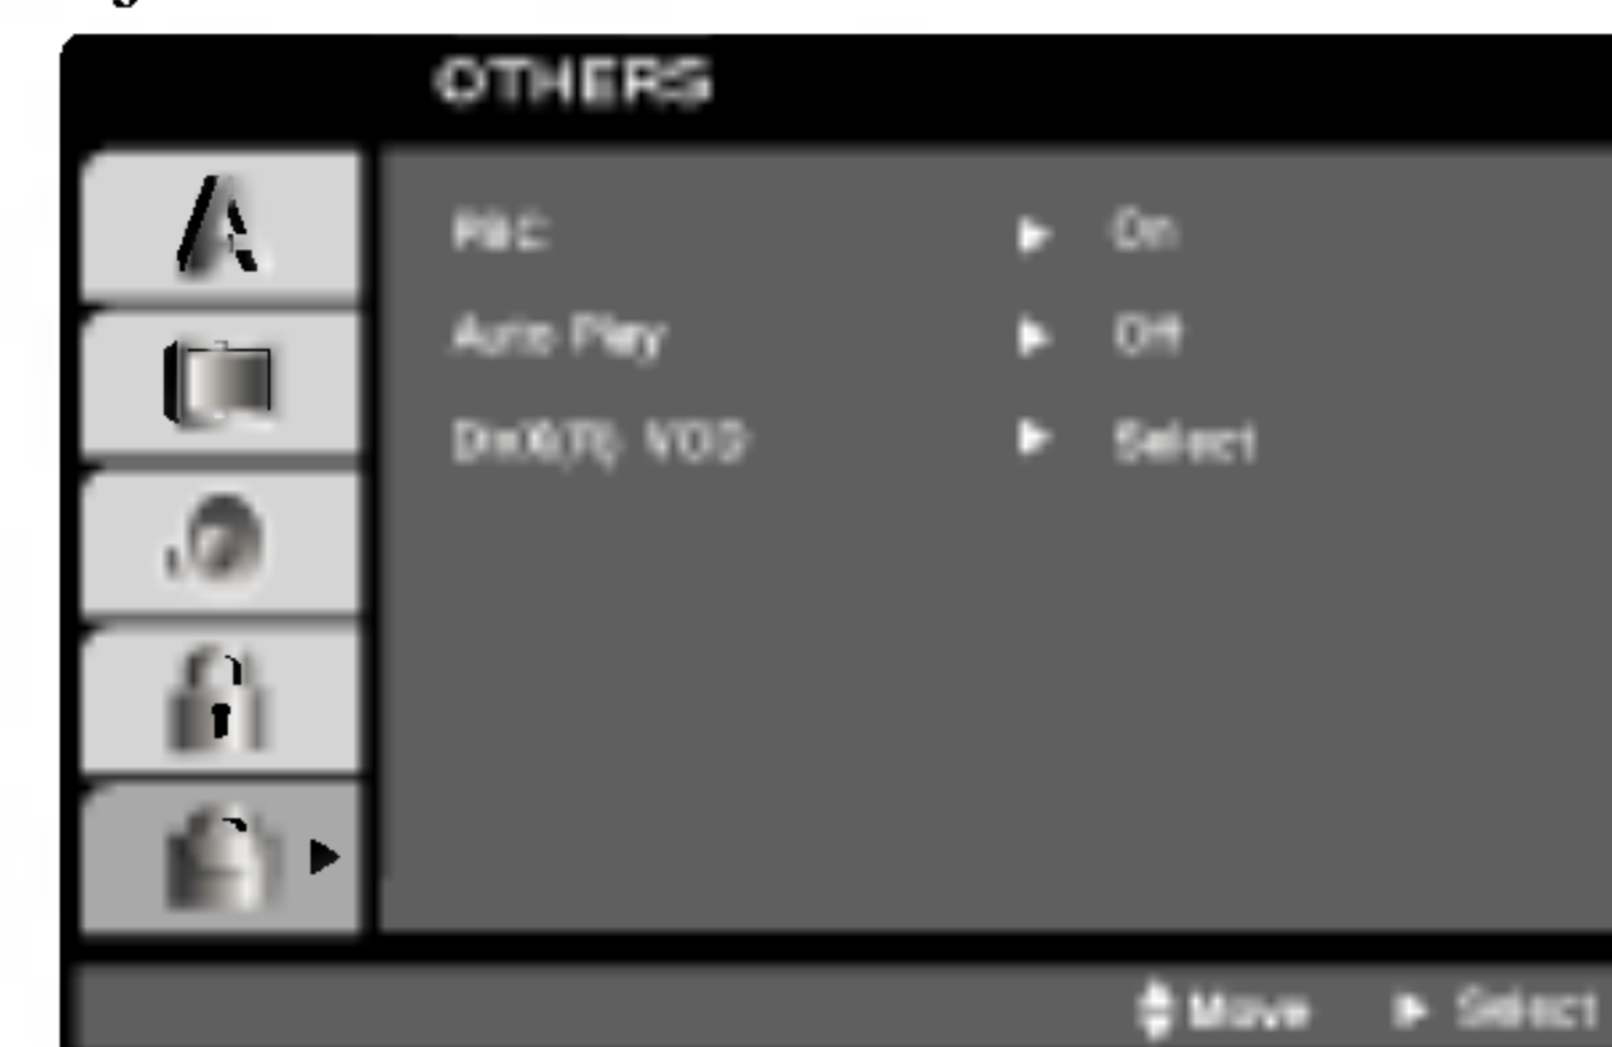 OTHERS
PBC On
Auto Play Off
DivX(R) VOD Select
Move Select